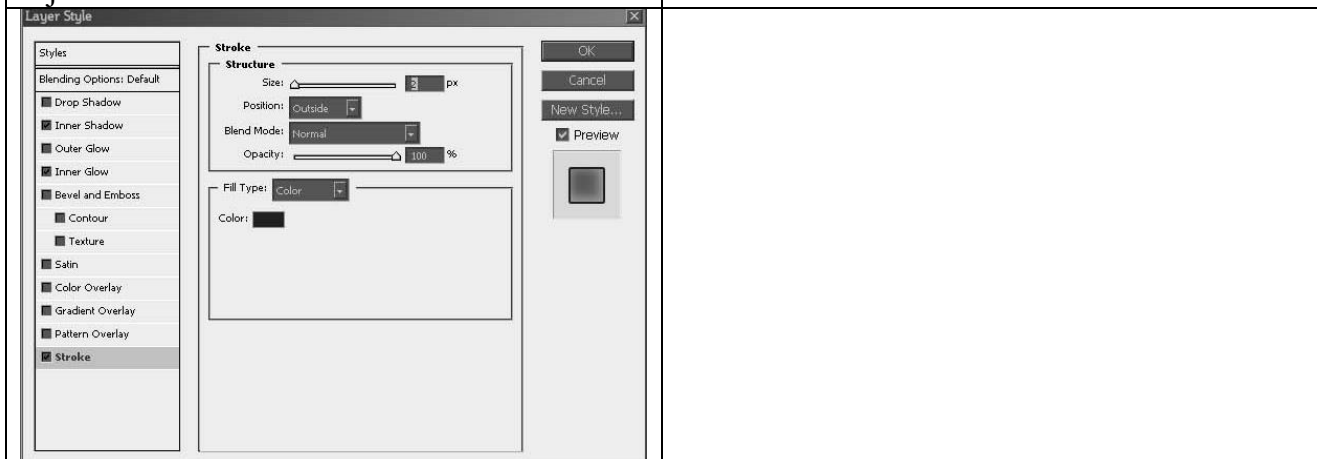 Layer Style
Styles
Blending Options: Default
Drop Shadow
Inner Shadow
Outer Glow
Inner Glow
Bevel and Emboss
Contour
Texture
Satin
Color Overlay
Gradient Overlay
Pattern Overlay
Stroke
Stroke
Structure
Size: px
Position: Outside
Blend Mode: Normal
Opacity: 100 %
Fill Type: Color
Color:
OK
Cancel
New Style...
Preview